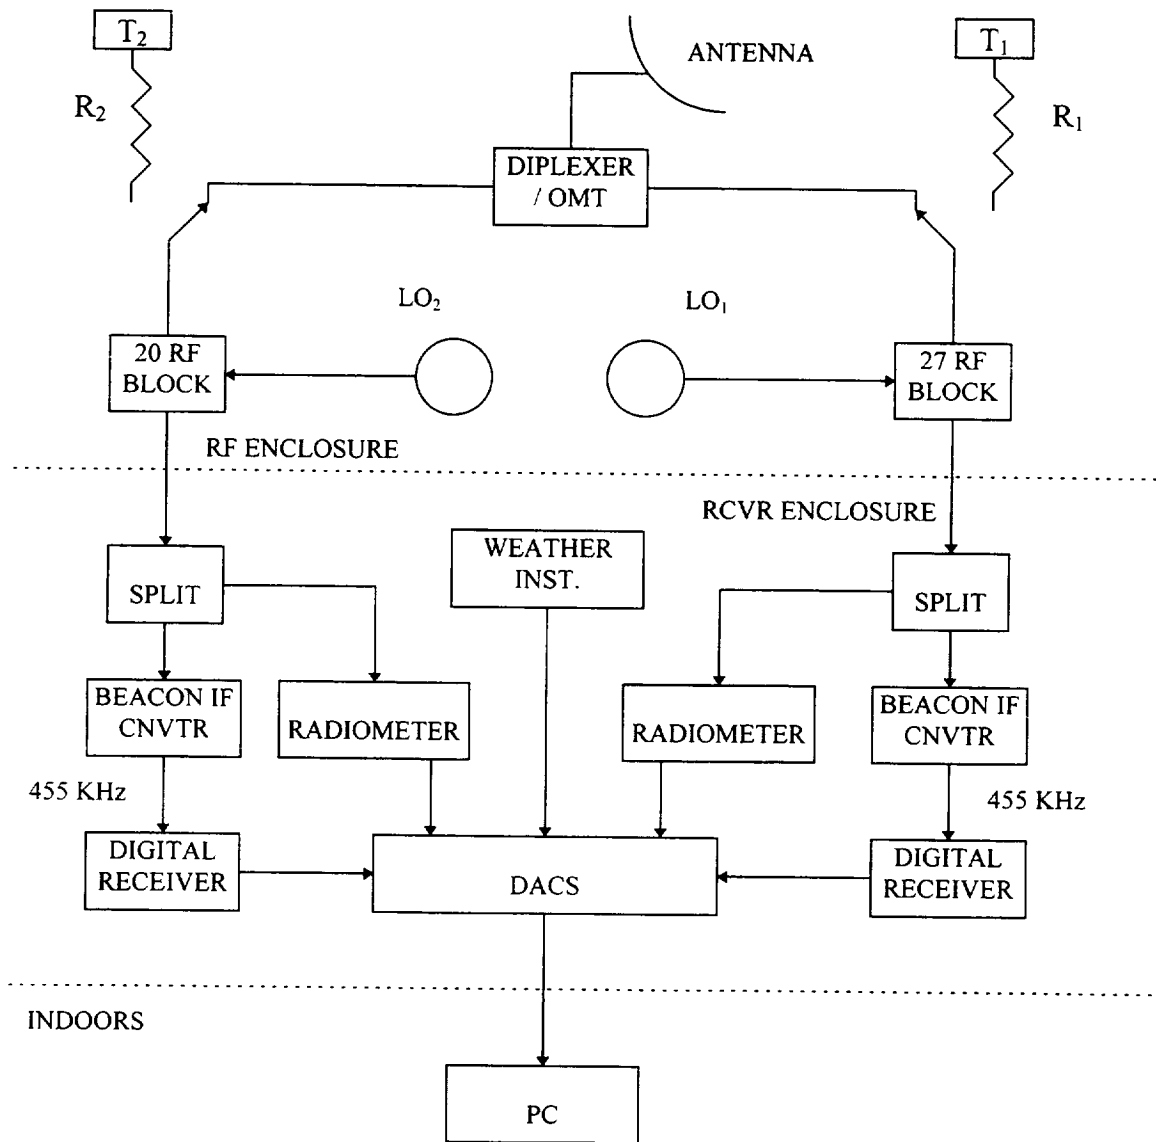 T2
T1
ANTENNA
R2
R1
DIPLEXER
/ OMT
LO2
LO1
20 RF
BLOCK
27 RF
BLOCK
RF ENCLOSURE
RCVR ENCLOSURE
WEATHER
INST.
SPLIT
SPLIT
BEACON IF
CNVTR
RADIOMETER
RADIOMETER
BEACON IF
CNVTR
455 KHz
455 KHz
DIGITAL
RECEIVER
DACS
DIGITAL
RECEIVER
INDOORS
PC